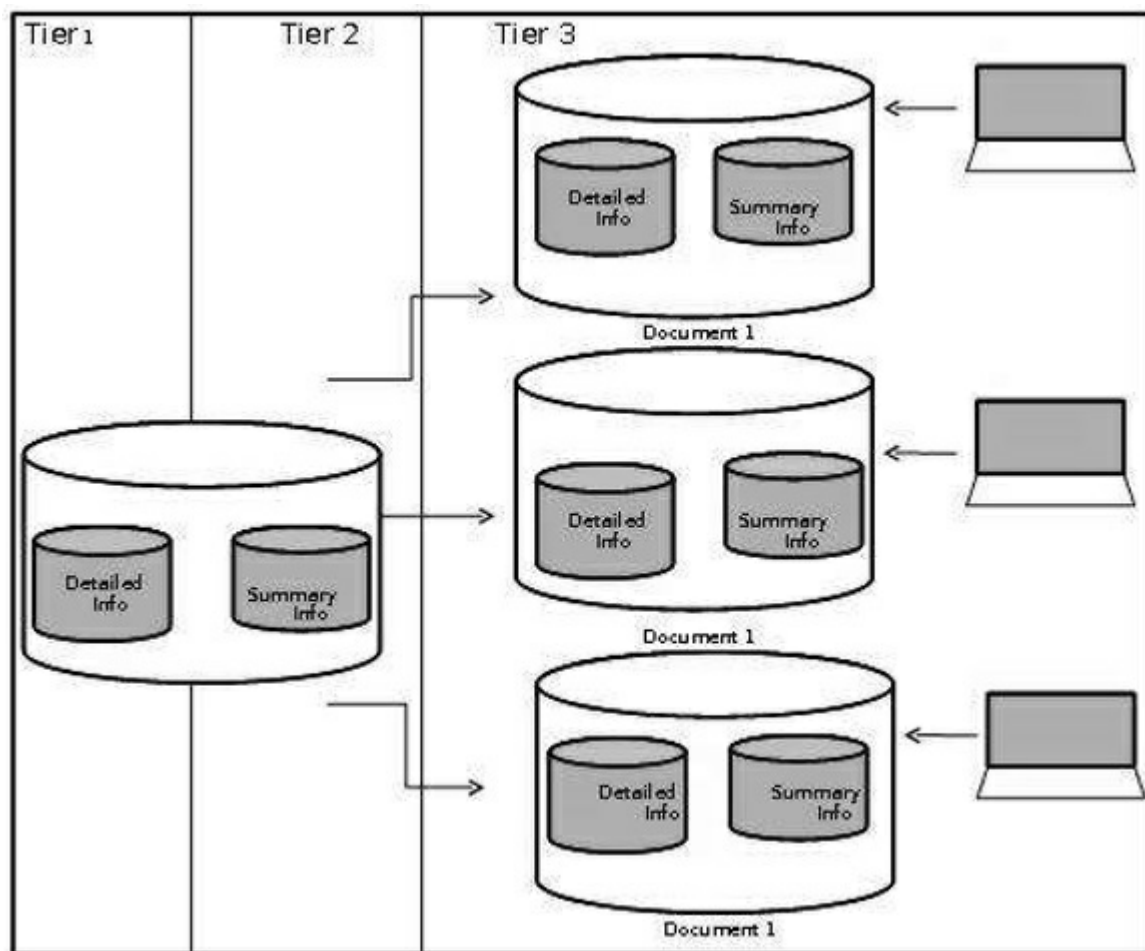 Tier 1
Tier 2
Tier 3
Detailed
Info
Summary
Info
Document 1
Detailed
Info
Summary
Info
Detailed
Info
Summary
Info
Document 1
Detailed
Info
Summary
Info
Document 1